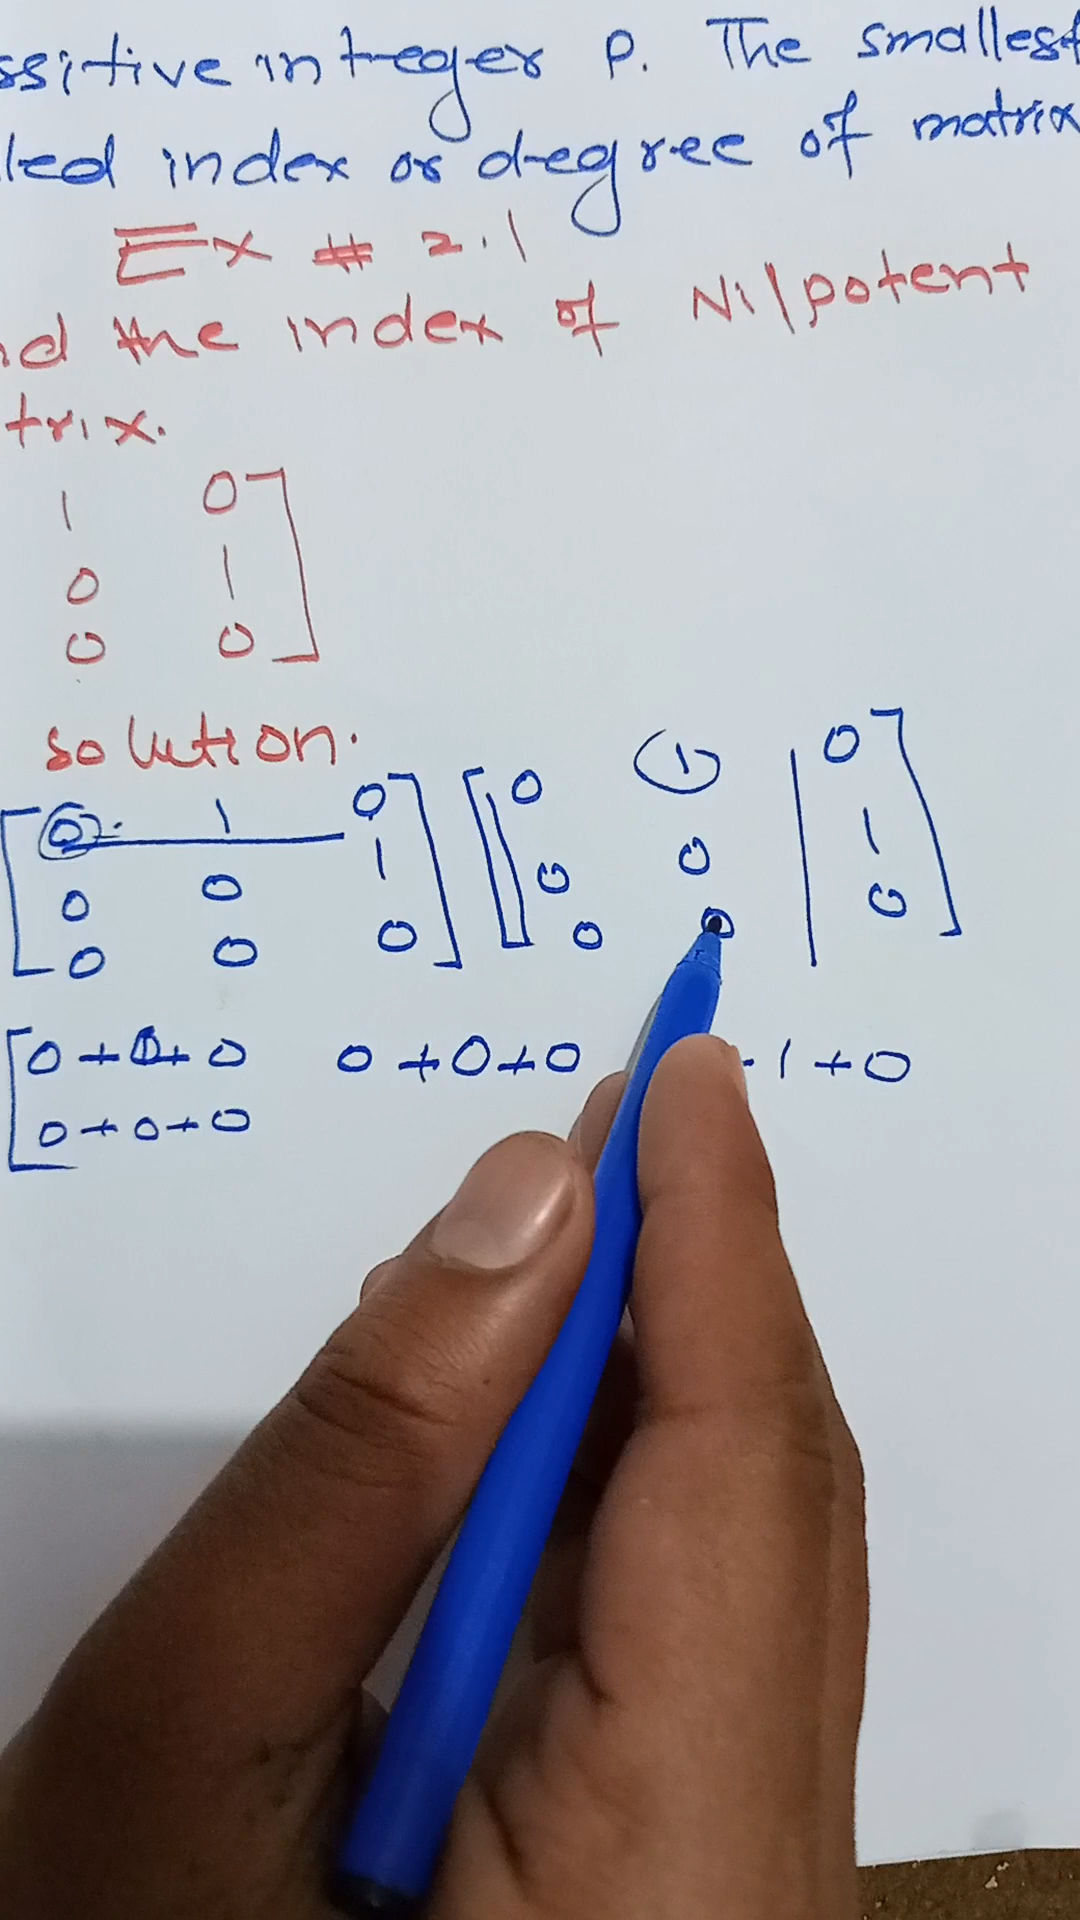 ssitive integer P. The smallest
led index or degree of matrix
Ex # 2.1
nd the index of Nilpotent
trix.
1 0
0 1
0 0
solution.
0 1 0 0 1 0
0 0 1 0 0 1
0 0 0 0 0 0
0+0+0 0+0+0 1+0
0+0+0